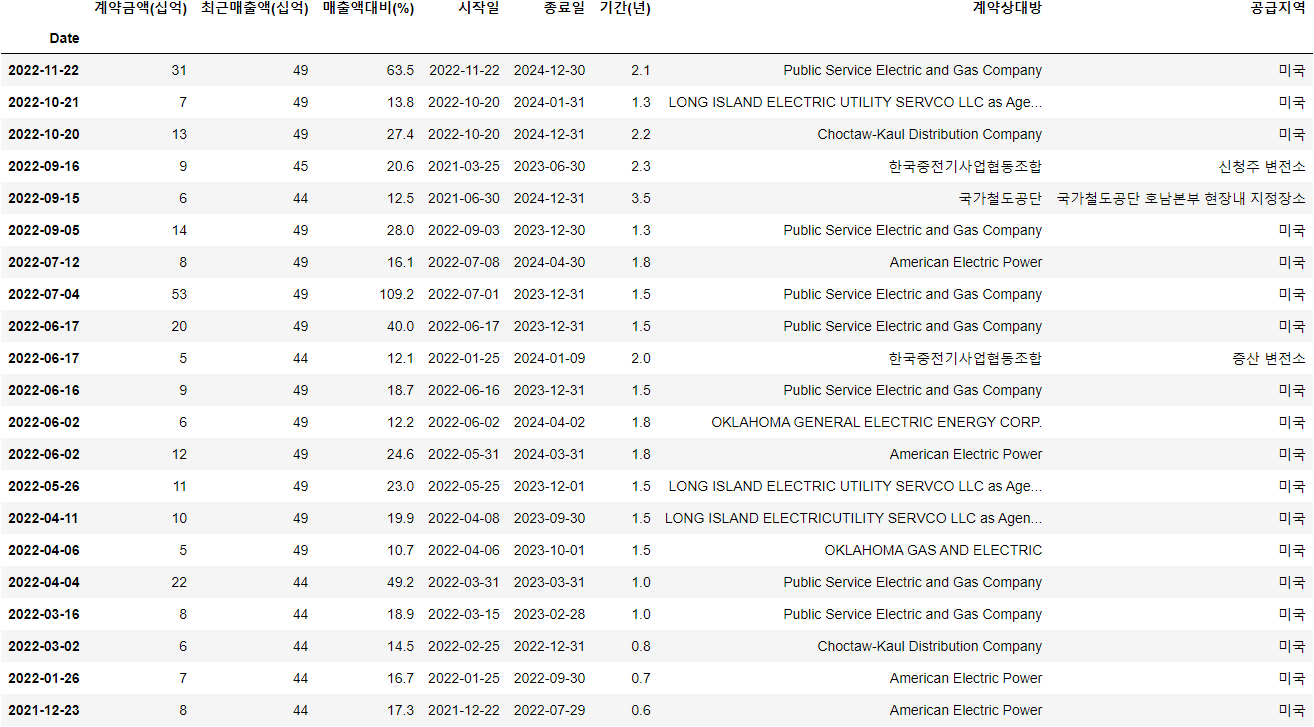 계약금액(십억) 최근매출액(십억) 매출액대비(%) 시작일 종료일 기간(년) 계약상대방 공급지역
Date
2022-11-22 31 49 63.5 2022-11-22 2024-12-30 2.1 Public Service Electric and Gas Company 미국
2022-10-21 7 49 13.8 2022-10-20 2024-01-31 1.3 LONG ISLAND ELECTRIC UTILITY SERVCO LLC as Age... 미국
2022-10-20 13 49 27.4 2022-10-20 2024-12-31 2.2 Choctaw-Kaul Distribution Company 미국
2022-09-16 9 45 20.6 2021-03-25 2023-06-30 2.3 한국중전기사업협동조합 신청주 변전소
2022-09-15 6 44 12.5 2021-06-30 2024-12-31 3.5 국가철도공단 국가철도공단 호남본부 현장내 지정장소
2022-09-05 14 49 28.0 2022-09-03 2023-12-30 1.3 Public Service Electric and Gas Company 미국
2022-07-12 8 49 16.1 2022-07-08 2024-04-30 1.8 American Electric Power 미국
2022-07-04 53 49 109.2 2022-07-01 2023-12-31 1.5 Public Service Electric and Gas Company 미국
2022-06-17 20 49 40.0 2022-06-17 2023-12-31 1.5 Public Service Electric and Gas Company 미국
2022-06-17 5 44 12.1 2022-01-25 2024-01-09 2.0 한국중전기사업협동조합 증산 변전소
2022-06-16 9 49 18.7 2022-06-16 2023-12-31 1.5 Public Service Electric and Gas Company 미국
2022-06-02 6 49 12.2 2022-06-02 2024-04-02 1.8 OKLAHOMA GENERAL ELECTRIC ENERGY CORP. 미국
2022-06-02 12 49 24.6 2022-05-31 2024-03-31 1.8 American Electric Power 미국
2022-05-26 11 49 23.0 2022-05-25 2023-12-01 1.5 LONG ISLAND ELECTRIC UTILITY SERVCO LLC as Age... 미국
2022-04-11 10 49 19.9 2022-04-08 2023-09-30 1.5 LONG ISLAND ELECTRICUTILITY SERVCO LLC as Agen... 미국
2022-04-06 5 49 10.7 2022-04-06 2023-10-01 1.5 OKLAHOMA GAS AND ELECTRIC 미국
2022-04-04 22 44 49.2 2022-03-31 2023-03-31 1.0 Public Service Electric and Gas Company 미국
2022-03-16 8 44 18.9 2022-03-15 2023-02-28 1.0 Public Service Electric and Gas Company 미국
2022-03-02 6 44 14.5 2022-02-25 2022-12-31 0.8 Choctaw-Kaul Distribution Company 미국
2022-01-26 7 44 16.7 2022-01-25 2022-09-30 0.7 American Electric Power 미국
2021-12-23 8 44 17.3 2021-12-22 2022-07-29 0.6 American Electric Power 미국